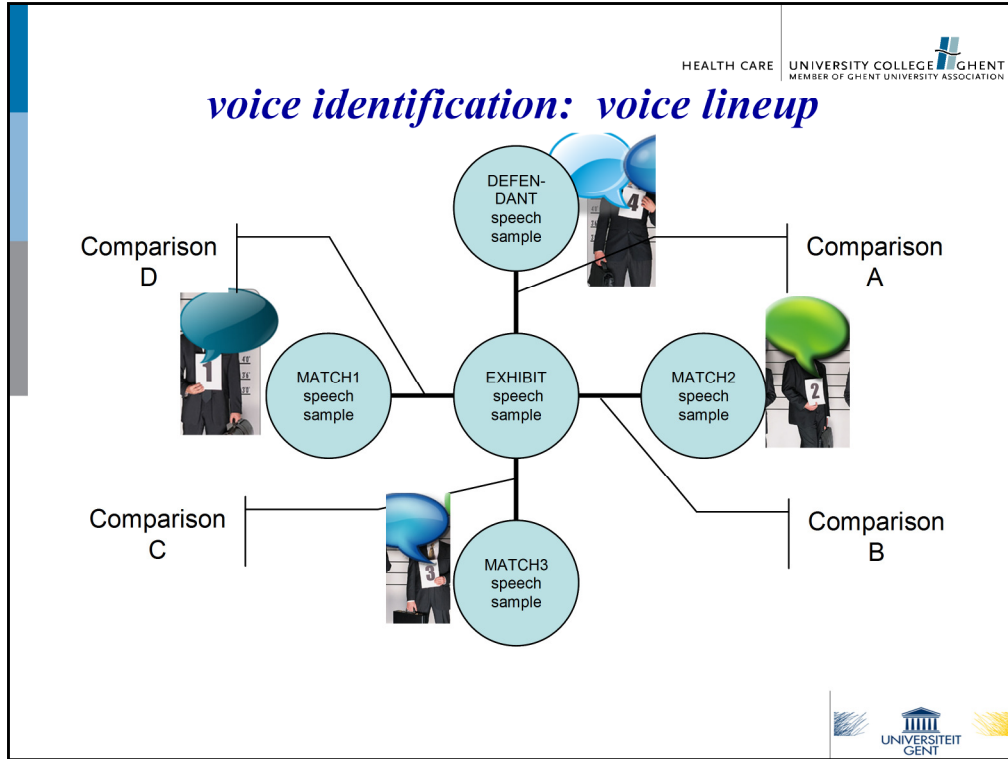 HEALTH CARE
UNIVERSITY COLLEGE GHENT
MEMBER OF GHENT UNIVERSITY ASSOCIATION
voice identification: voice lineup
DEFEN-
DANT
speech
sample
4
Comparison
D
Comparison
A
1
MATCH1
speech
sample
EXHIBIT
speech
sample
MATCH2
speech
sample
2
Comparison
C
3
MATCH3
speech
sample
Comparison
B
UNIVERSITEIT
GENT